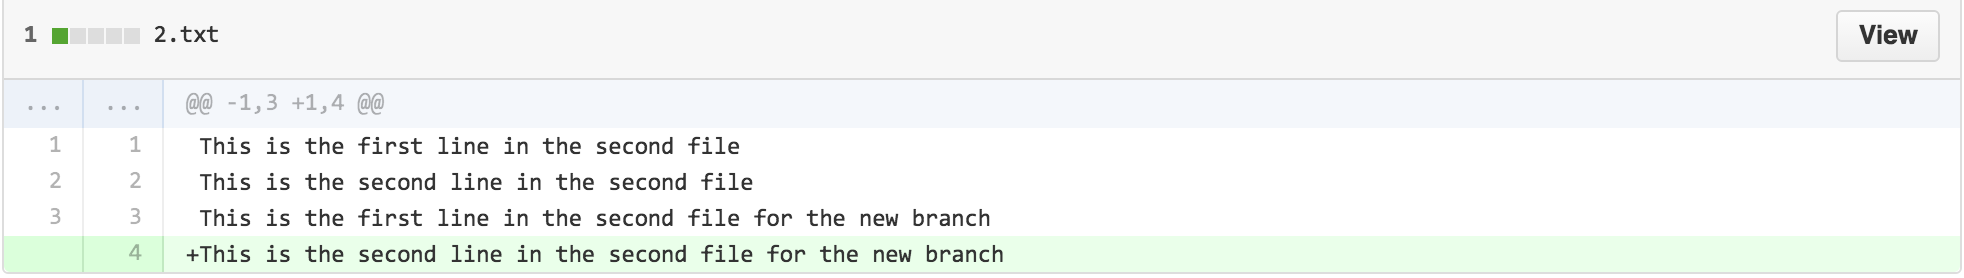 1 2.txt View
... ... @@ -1,3 +1,4 @@
1 1 This is the first line in the second file
2 2 This is the second line in the second file
3 3 This is the first line in the second file for the new branch
4 +This is the second line in the second file for the new branch